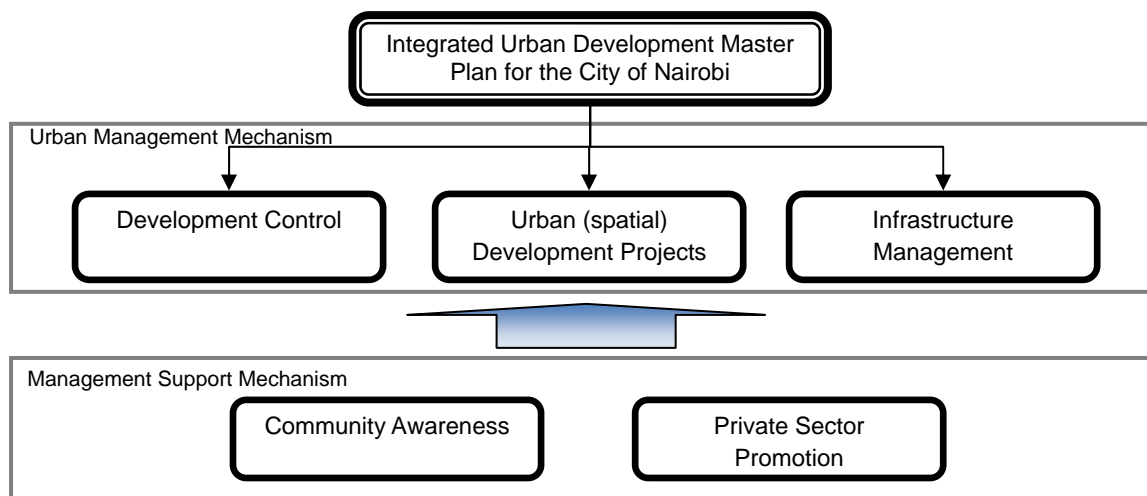 Integrated Urban Development Master
Plan for the City of Nairobi
Urban Management Mechanism
Development Control
Urban (spatial)
Development Projects
Infrastructure
Management
Management Support Mechanism
Community Awareness
Private Sector
Promotion